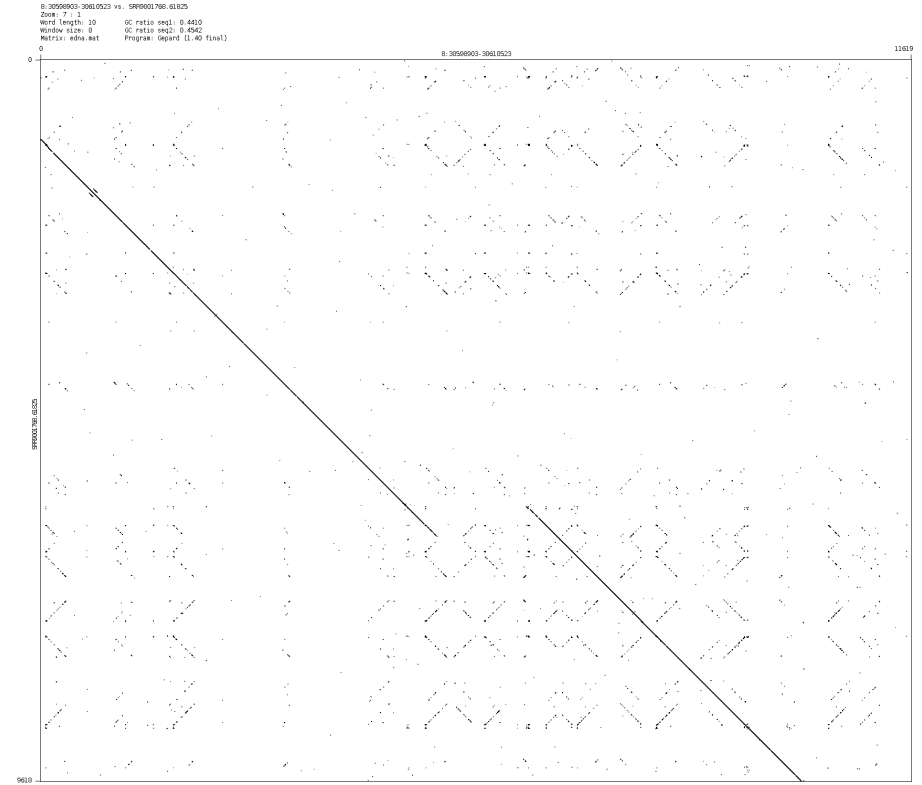 8:30598903-30610523 vs. SRR9001768.61825
Zoom: 7 : 1
Word length: 10 GC ratio seq1: 0.4410
Window size: 0 GC ratio seq2: 0.4542
Matrix: edna.mat Program: Gepard (1.40 final)
0 11619
8:30598903-30610523
0
SRR9001768.61825
9610